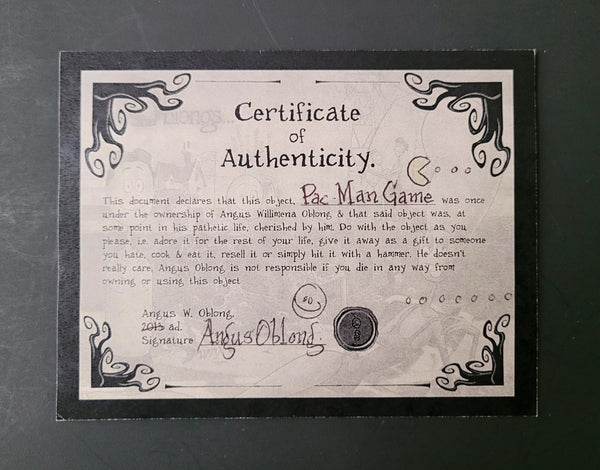 Certificate
of
Authenticity.
This document declares that this object, Pac-Man Game was once
under the ownership of Angus Willimena Oblong, & that said object was, at
some point in his pathetic life, cherished by him. Do with the object as you
please, i.e. adore it for the rest of your life, give it away as a gift to someone
you hate, cook & eat it, resell it or simply hit it with a hammer. He doesn't
really care. Angus Oblong is not responsible if you die in any way from
owning or using this object
Angus W. Oblong,
2013 ad.
Signature Angus Oblong